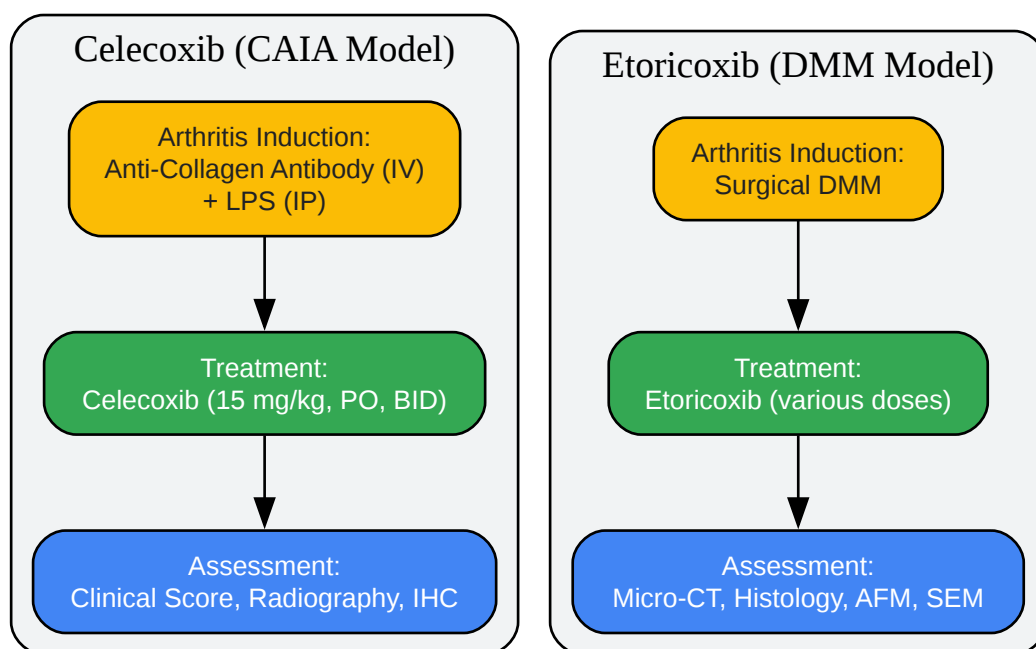 Celecoxib (CAIA Model)
Arthritis Induction:
Anti-Collagen Antibody (IV)
+ LPS (IP)
Treatment:
Celecoxib (15 mg/kg, PO, BID)
Assessment:
Clinical Score, Radiography, IHC
Etoricoxib (DMM Model)
Arthritis Induction:
Surgical DMM
Treatment:
Etoricoxib (various doses)
Assessment:
Micro-CT, Histology, AFM, SEM